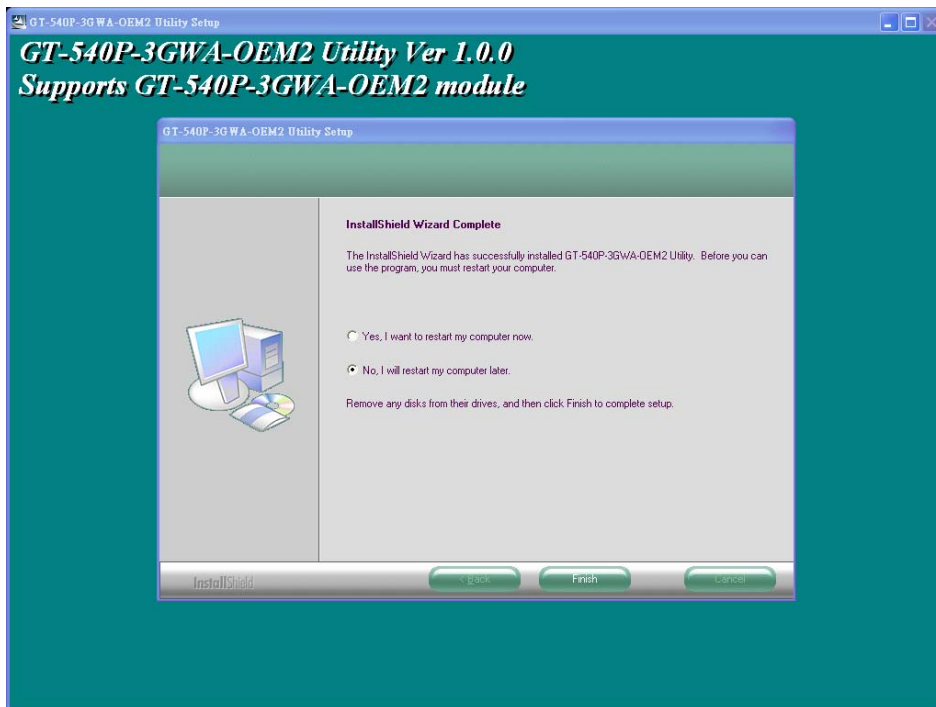 GT-540P-3GWA-OEM2 Utility Setup
GT-540P-3GWA-OEM2 Utility Ver 1.0.0
Supports GT-540P-3GWA-OEM2 module
GT-540P-3GWA-OEM2 Utility Setup
InstallShield Wizard Complete
The InstallShield Wizard has successfully installed GT-540P-3GWA-OEM2 Utility. Before you can
use the program, you must restart your computer.
Yes, I want to restart my computer now.
No, I will restart my computer later.
Remove any disks from their drives, and then click Finish to complete setup.
InstallShield
< Back
Finish
Cancel